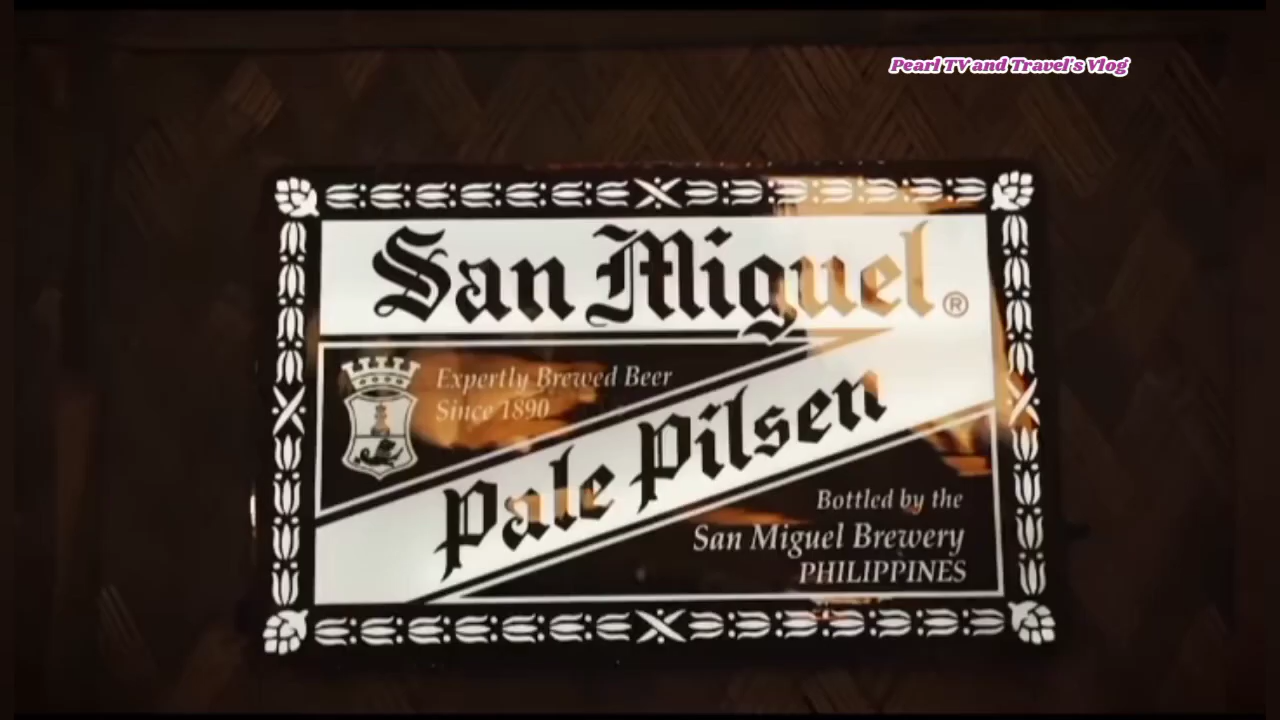 Pearl TV and Travel's Vlog
San Miguel®
Expertly Brewed Beer
Since 1890
Pale Pilsen
Bottled by the
San Miguel Brewery
PHILIPPINES